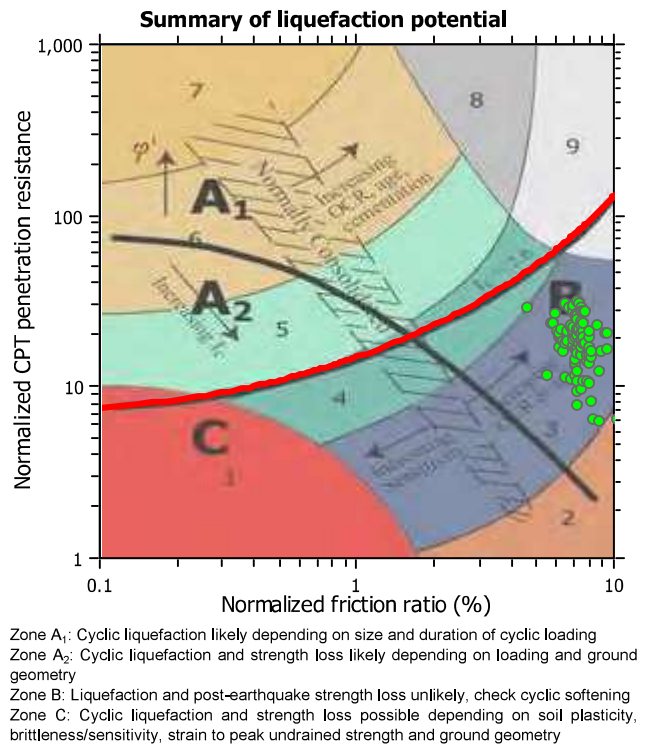 Summary of liquefaction potential
1,000
7
8
φ'
9
Increasing
OCR, age,
cementation
Normally Consolidated
A1
100
6
A2
B
Increasing Ic
5
10
4
C
3
1
2
1
0.1
1
10
Normalized CPT penetration resistance
Normalized friction ratio (%)
Zone A1: Cyclic liquefaction likely depending on size and duration of cyclic loading
Zone A2: Cyclic liquefaction and strength loss likely depending on loading and ground
geometry
Zone B: Liquefaction and post-earthquake strength loss unlikely, check cyclic softening
Zone C: Cyclic liquefaction and strength loss possible depending on soil plasticity,
brittleness/sensitivity, strain to peak undrained strength and ground geometry